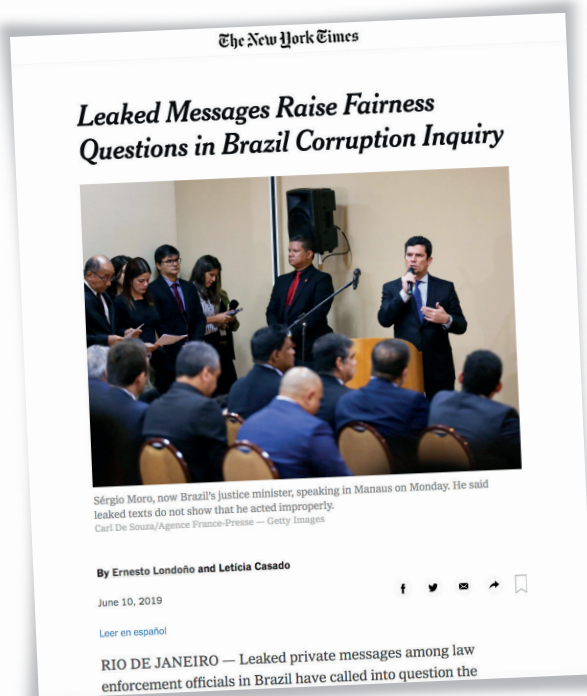 The New York Times
Leaked Messages Raise Fairness
Questions in Brazil Corruption Inquiry
Sérgio Moro, now Brazil's justice minister, speaking in Manaus on Monday. He said
leaked texts do not show that he acted improperly.
Carl De Souza/Agence France-Presse — Getty Images
By Ernesto Londoño and Letícia Casado
June 10, 2019
Leer en español
RIO DE JANEIRO — Leaked private messages among law
enforcement officials in Brazil have called into question the